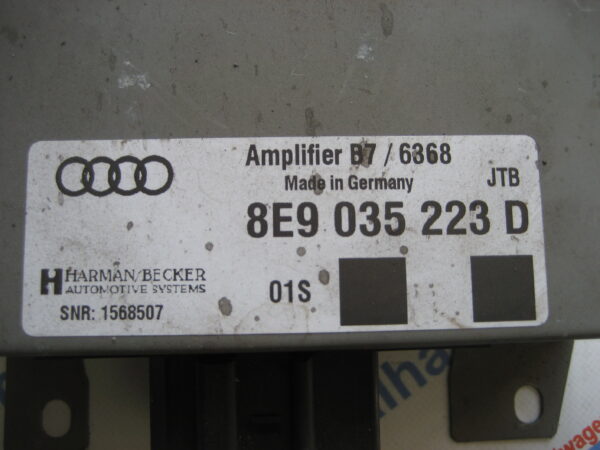 Amplifier B7 / 6368
Made in Germany
JTB
8E9 035 223 D
HARMAN/BECKER
AUTOMOTIVE SYSTEMS
01S
SNR: 1568507